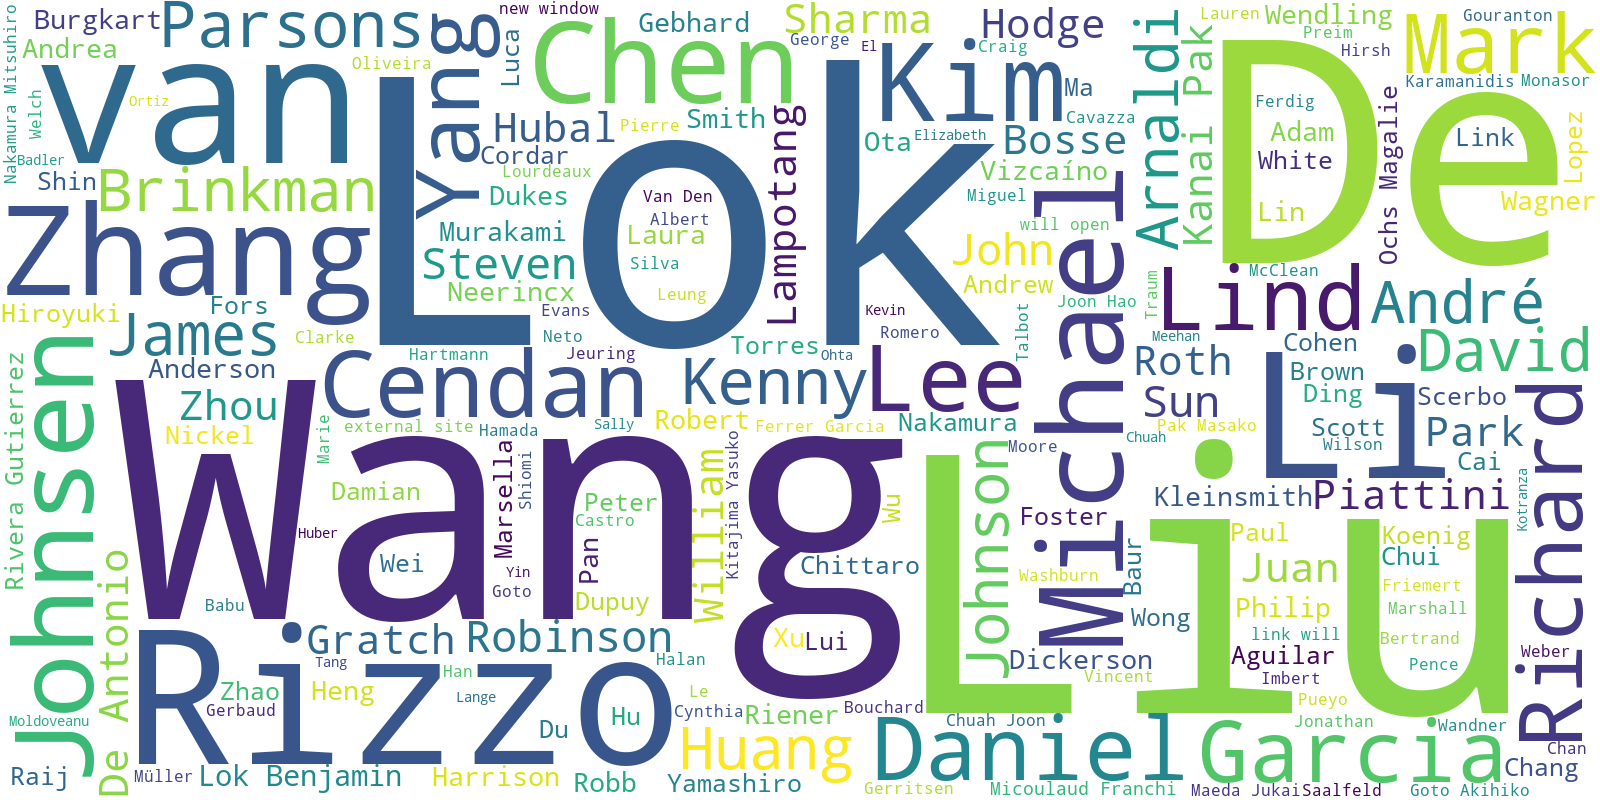 Nakamura Mitsuhiro
Burgkart
Parsons
new window
Gebhard
Sharma
Hodge
Lauren
Wendling
Gouranton
Mark
Andrea
Yang
Luca
Chen
George
El
Craig
Arnaldi
Kanai Pak
Preim
Hirsh
van
Oliveira
Kim
De
Karamanidis
Monasor
Welch
Ortiz
Lok
Hubal
Pierre
Smith
Lampotang
Ma
Cavazza
Ferdig
Ochs Magalie
Lopez
Badler
Cordar
Ota
Elizabeth
Bosse
Adam
Link
Shin
Brinkman
Lourdeaux
Vizcaíno
White
Zhang
Dukes
Van Den
Miguel
Michael
Lin
Wagner
Murakami
Albert
Laura
will open
Steven
Silva
John
McClean
Neerincx
Leung
Andrew
Joon Hao
Traum
Lind
André
Hiroyuki
Fors
Evans
Kevin
Romero
Talbot
James
Clarke
Neto
Torres
Meehan
Cohen
David
Rivera Gutierrez
Johnsen
Hartmann
Jeuring
Ohta
Roth
Li
Anderson
Cendan
Kenny
Lee
Brown
Zhou
Sun
Ding
Scerbo
Richard
Nickel
Marie
external site
Hamada
Sally
Robert
Ferrer Garcia
Nakamura
Chuah
Pak Masako
Scott
Park
Wang
Marsella
Shiomi
William
Kitajima Yasuko
Johnson
Moore
Wilson
Cai
Damian
Peter
Wu
Liu
Kleinsmith
Piattini
Kotranza
Huber
Castro
Foster
Paul
Koenig
De Antonio
Wei
Pan
Chittaro
Baur
Chui
Yin
Washburn
Juan
Friemert
Babu
Goto
Dupuy
Wong
Philip
Marshall
Rizzo
Gratch
Robinson
Xu
Lui
link will
Bertrand
Tang
Halan
Dickerson
Aguilar
Weber
Zhao
Heng
Han
Vincent
Imbert
Pence
Gerbaud
Lange
Le
Cynthia
Bouchard
Pueyo
Moldoveanu
Du
Hu
Riener
Chuah Joon
Jonathan
Wandner
Huang
Daniel
Garcia
Chan
Raij
Müller
Lok Benjamin
Harrison
Robb
Yamashiro
Chang
Gerritsen
Micoulaud Franchi
Maeda Jukai
Saalfeld
Goto Akihiko